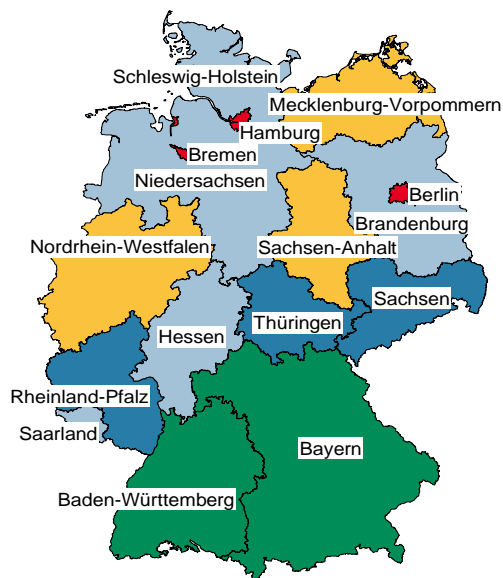 Schleswig-Holstein
Mecklenburg-Vorpommern
Hamburg
Bremen
Niedersachsen
Berlin
Brandenburg
Nordrhein-Westfalen
Sachsen-Anhalt
Sachsen
Thüringen
Hessen
Rheinland-Pfalz
Saarland
Bayern
Baden-Württemberg